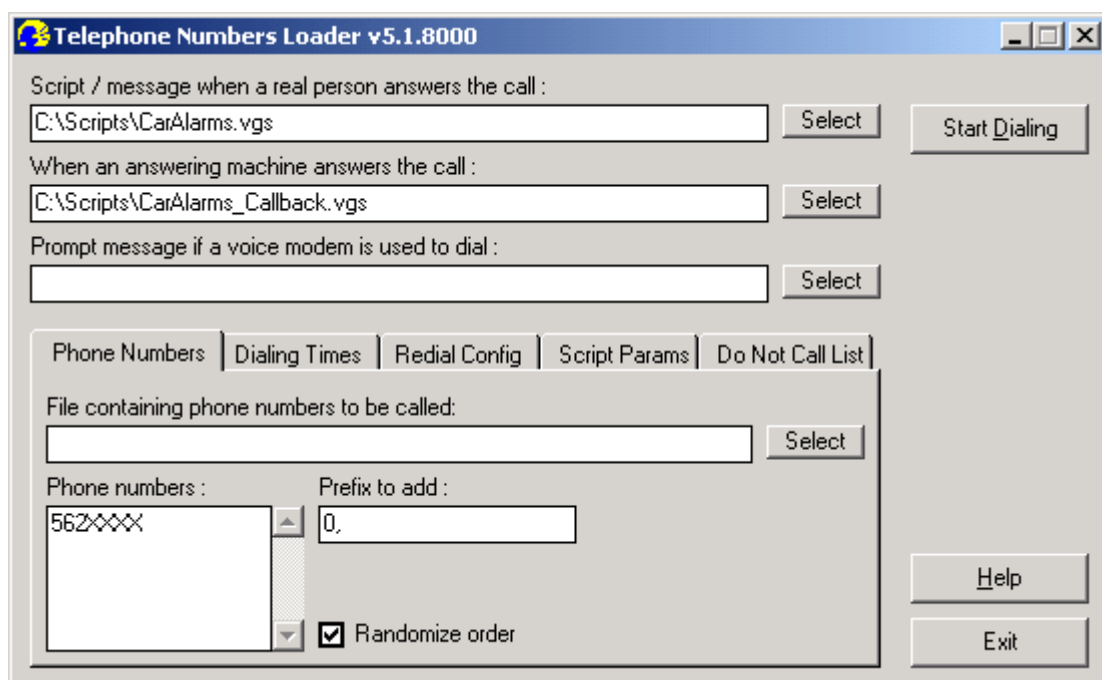 Telephone Numbers Loader v5.1.8000
Script / message when a real person answers the call :
C:\Scripts\CarAlarms.vgs
Select
Start Dialing
When an answering machine answers the call :
C:\Scripts\CarAlarms_Callback.vgs
Select
Prompt message if a voice modem is used to dial :
Select
Phone Numbers
Dialing Times
Redial Config
Script Params
Do Not Call List
File containing phone numbers to be called:
Select
Phone numbers :
Prefix to add :
562XXXX
0,
Randomize order
Help
Exit